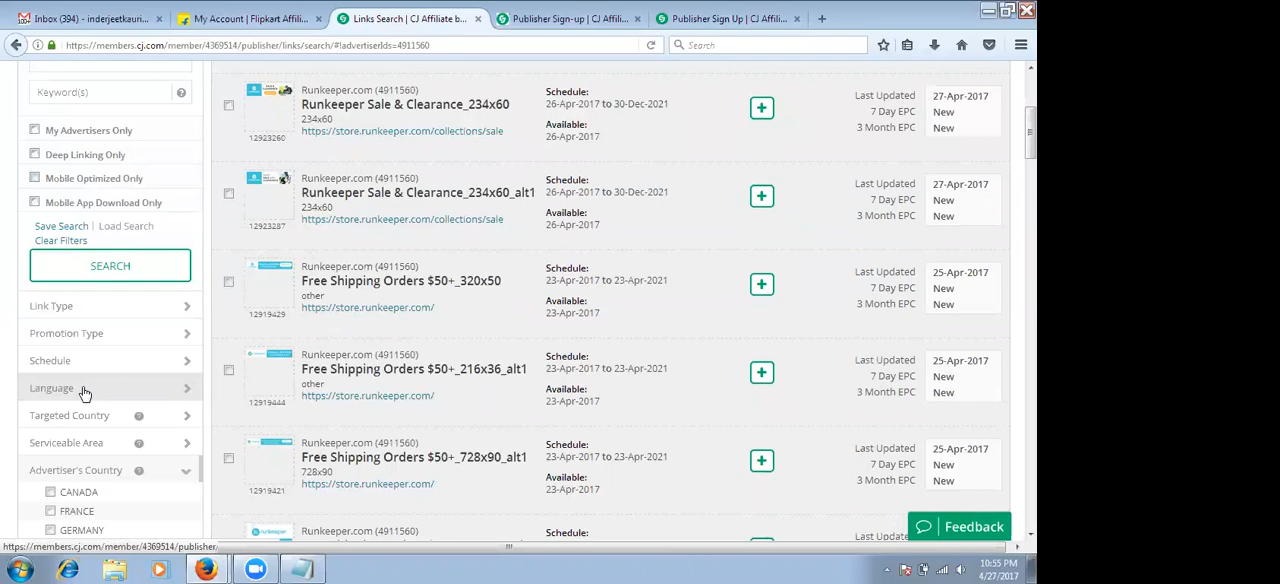 Inbox (394) - inderjeetkauri...
My Account | Flipkart Affili...
Links Search | CJ Affiliate b...
Publisher Sign-up | CJ Affili...
Publisher Sign Up | CJ Affili...
https://members.cj.com/member/4369514/publisher/links/search/#!advertiserIds=4911560
Search
Keyword(s)
My Advertisers Only
Deep Linking Only
Mobile Optimized Only
Mobile App Download Only
Save Search | Load Search
Clear Filters
SEARCH
Link Type
Promotion Type
Schedule
Language
Targeted Country
Serviceable Area
Advertiser's Country
CANADA
FRANCE
GERMANY
12923260
Runkeeper.com (4911560)
Runkeeper Sale & Clearance_234x60
234x60
https://store.runkeeper.com/collections/sale
Schedule:
26-Apr-2017 to 30-Dec-2021
Available:
26-Apr-2017
Last Updated 27-Apr-2017
7 Day EPC New
3 Month EPC New
12923287
Runkeeper.com (4911560)
Runkeeper Sale & Clearance_234x60_alt1
234x60
https://store.runkeeper.com/collections/sale
Schedule:
26-Apr-2017 to 30-Dec-2021
Available:
26-Apr-2017
Last Updated 27-Apr-2017
7 Day EPC New
3 Month EPC New
12919429
Runkeeper.com (4911560)
Free Shipping Orders $50+_320x50
other
https://store.runkeeper.com/
Schedule:
23-Apr-2017 to 23-Apr-2021
Available:
23-Apr-2017
Last Updated 25-Apr-2017
7 Day EPC New
3 Month EPC New
12919444
Runkeeper.com (4911560)
Free Shipping Orders $50+_216x36_alt1
other
https://store.runkeeper.com/
Schedule:
23-Apr-2017 to 23-Apr-2021
Available:
23-Apr-2017
Last Updated 25-Apr-2017
7 Day EPC New
3 Month EPC New
12919421
Runkeeper.com (4911560)
Free Shipping Orders $50+_728x90_alt1
728x90
https://store.runkeeper.com/
Schedule:
23-Apr-2017 to 23-Apr-2021
Available:
23-Apr-2017
Last Updated 25-Apr-2017
7 Day EPC New
3 Month EPC New
Runkeeper.com (4911560)
Schedule:
Last Updated
Feedback
https://members.cj.com/member/4369514/publisher/
10:55 PM
4/27/2017